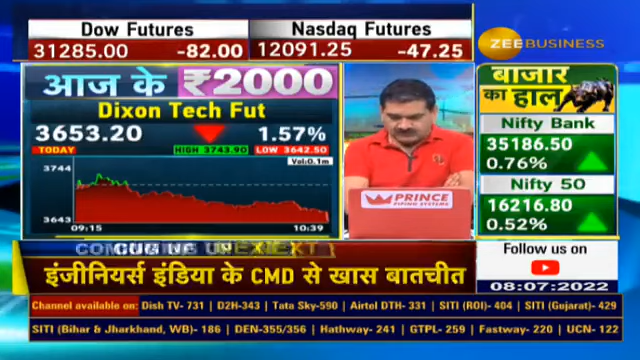 Dow Futures
31285.00 -82.00
Nasdaq Futures
12091.25 -47.25
ZEE BUSINESS
आज के ₹2000
Dixon Tech Fut
3653.20 1.57%
TODAY HIGH 3743.90 LOW 3642.50
Vol:0.1m
3744
3643
09:15 10:39
PRINCE
PIPING SYSTEMS
बाज़ार
का हाल
Nifty Bank
35186.50
0.76%
Nifty 50
16216.80
0.52%
इंजीनियर्स इंडिया के CMD से खास बातचीत
Follow us on
08:07:2022
Channel available on: Dish TV- 731 | D2H-343 | Tata Sky-590 | Airtel DTH- 331 | SITI (ROI)- 404 | SITI (Gujarat)- 429
SITI (Bihar & Jharkhand, WB)- 186 | DEN-355/356 | Hathway-241 | GTPL- 259 | Fastway- 220 | UCN- 122